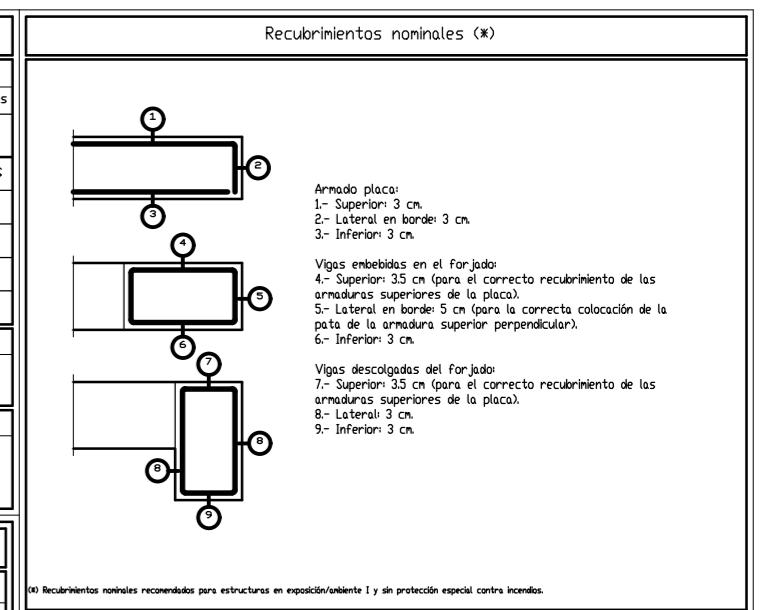 Recubrimientos nominales (*)
s
1
2
3
4
5
6
7
8
8
9
Armado placa:
1.- Superior: 3 cm.
2.- Lateral en borde: 3 cm.
3.- Inferior: 3 cm.
Vigas embebidas en el forjado:
4.- Superior: 3.5 cm (para el correcto recubrimiento de las
armaduras superiores de la placa).
5.- Lateral en borde: 5 cm (para la correcta colocación de la
pata de la armadura superior perpendicular).
6.- Inferior: 3 cm.
Vigas descolgadas del forjado:
7.- Superior: 3.5 cm (para el correcto recubrimiento de las
armaduras superiores de la placa).
8.- Lateral: 3 cm.
9.- Inferior: 3 cm.
(*) Recubrimientos nominales recomendados para estructuras en exposición/ambiente I y sin protección especial contra incendios.